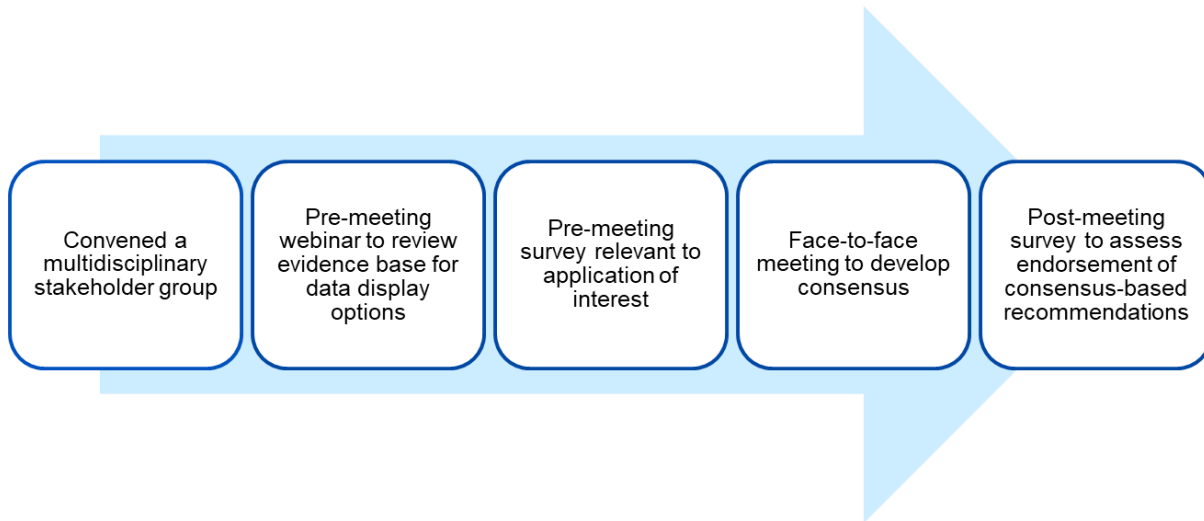 Convened a
multidisciplinary
stakeholder group
Pre-meeting
webinar to review
evidence base for
data display
options
Pre-meeting
survey relevant to
application of
interest
Face-to-face
meeting to develop
consensus
Post-meeting
survey to assess
endorsement of
consensus-based
recommendations